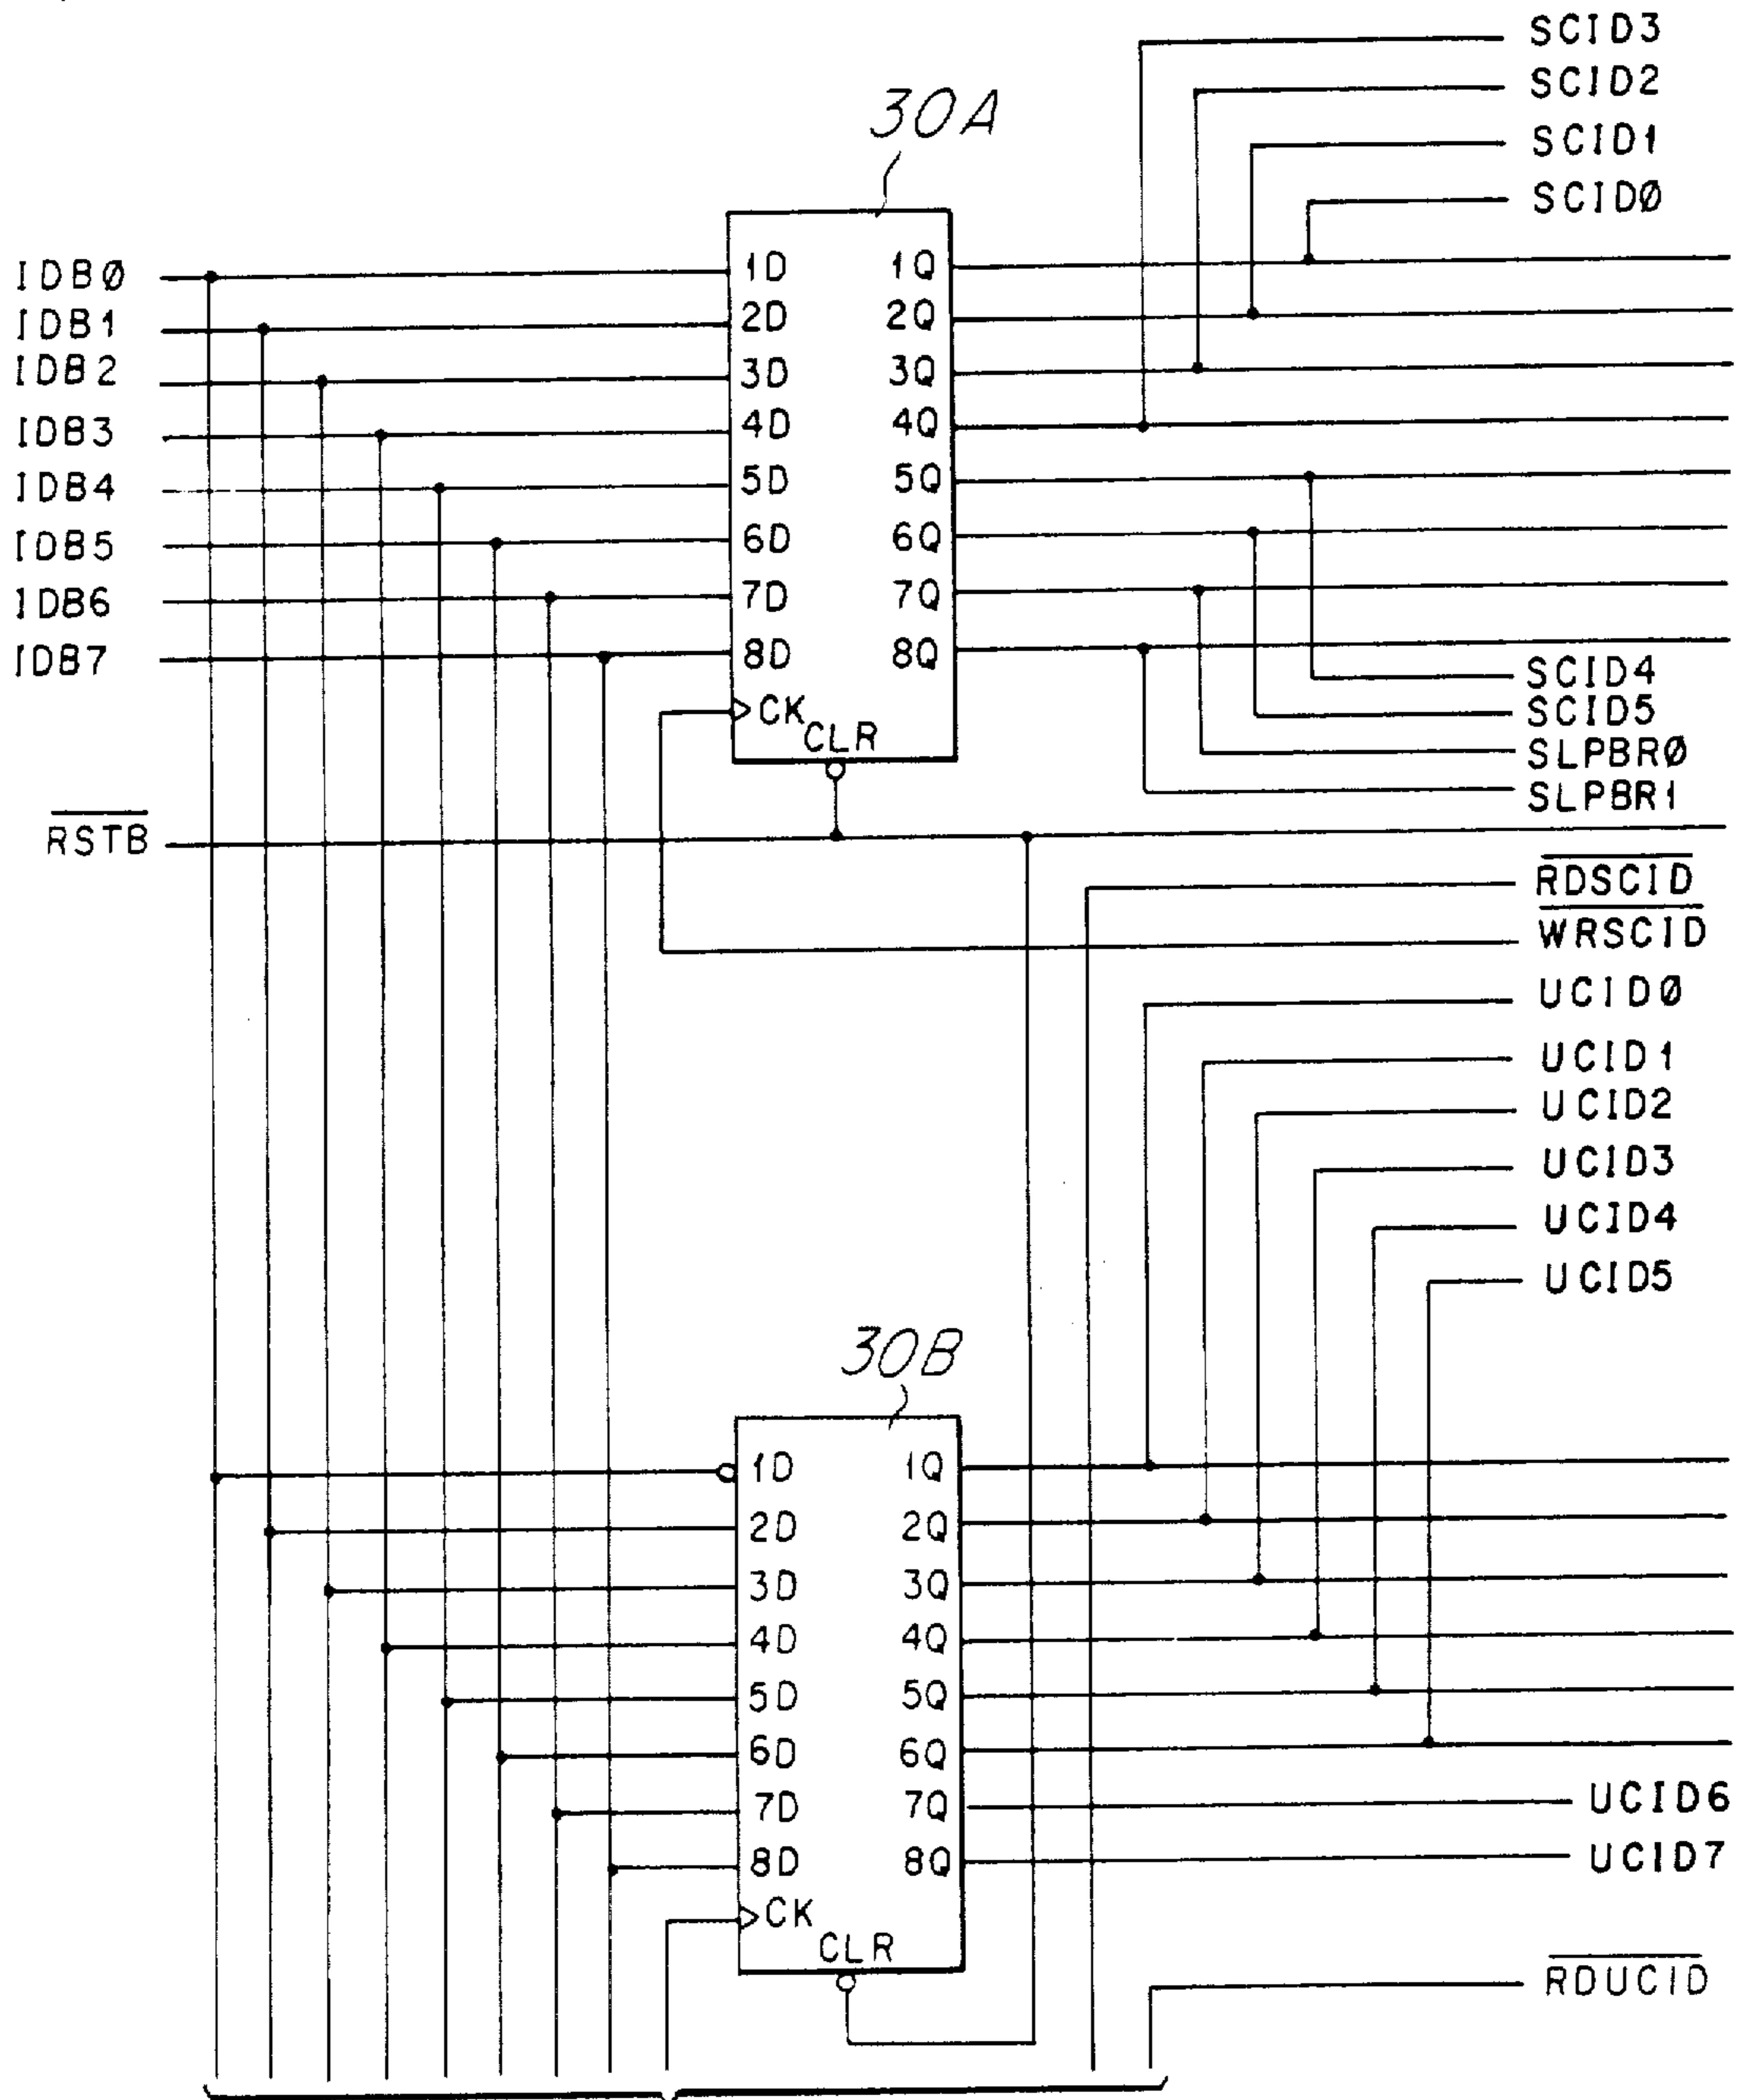 SCID3
SCID2
30A
SCID1
SCIDØ
IDBØ 1D 1Q
IDB1 2D 2Q
IDB2 3D 3Q
IDB3 4D 4Q
IDB4 5D 5Q
IDB5 6D 6Q
IDB6 7D 7Q
IDB7 8D 8Q
SCID4
CK
SCID5
CLR
SLPBRØ
SLPBR1
RSTB
RDSCID
WRSCID
UCIDØ
UCID1
UCID2
UCID3
UCID4
UCID5
30B
1D 1Q
2D 2Q
3D 3Q
4D 4Q
5D 5Q
6D 6Q
7D 7Q UCID6
8D 8Q UCID7
CK
CLR
RDUCID